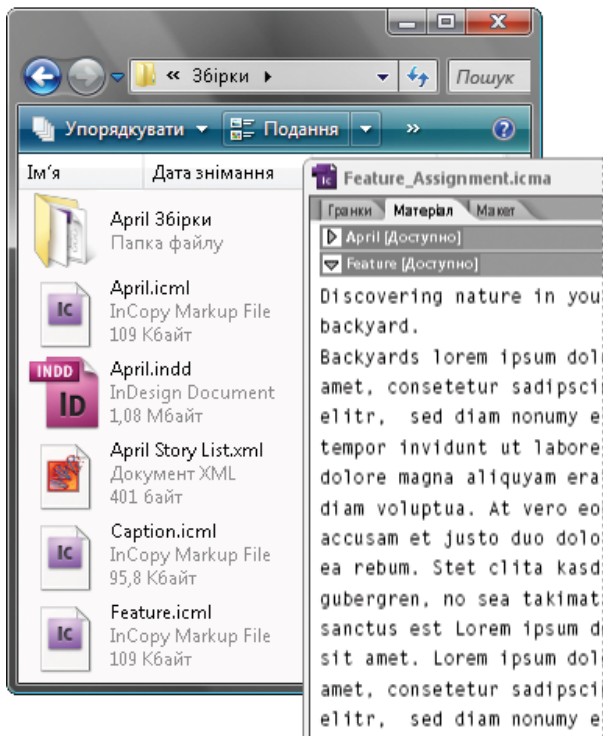 « Збірки
Пошук
Упорядкувати Подання »
?
Ім'я Дата знімання
April Збірки
Папка файлу
IC
April.icml
InCopy Markup File
109 Кбайт
INDD
ID
April.indd
InDesign Document
1,08 Мбайт
April Story List.xml
Документ XML
401 байт
IC
Caption.icml
InCopy Markup File
95,8 Кбайт
IC
Feature.icml
InCopy Markup File
109 Кбайт
IC Feature_Assignment.icma
Гранки Матеріал Макет
April [Доступно]
Feature [Доступно]
Discovering nature in you
backyard.
Backyards lorem ipsum dol
amet, consetetur sadipsci
elitr, sed diam nonumy e
tempor invidunt ut labore
dolore magna aliquyam era
diam voluptua. At vero eo
accusam et justo duo dolo
ea rebum. Stet clita kasd
gubergren, no sea takimat
sanctus est Lorem ipsum d
sit amet. Lorem ipsum dol
amet, consetetur sadipsci
elitr, sed diam nonumy e